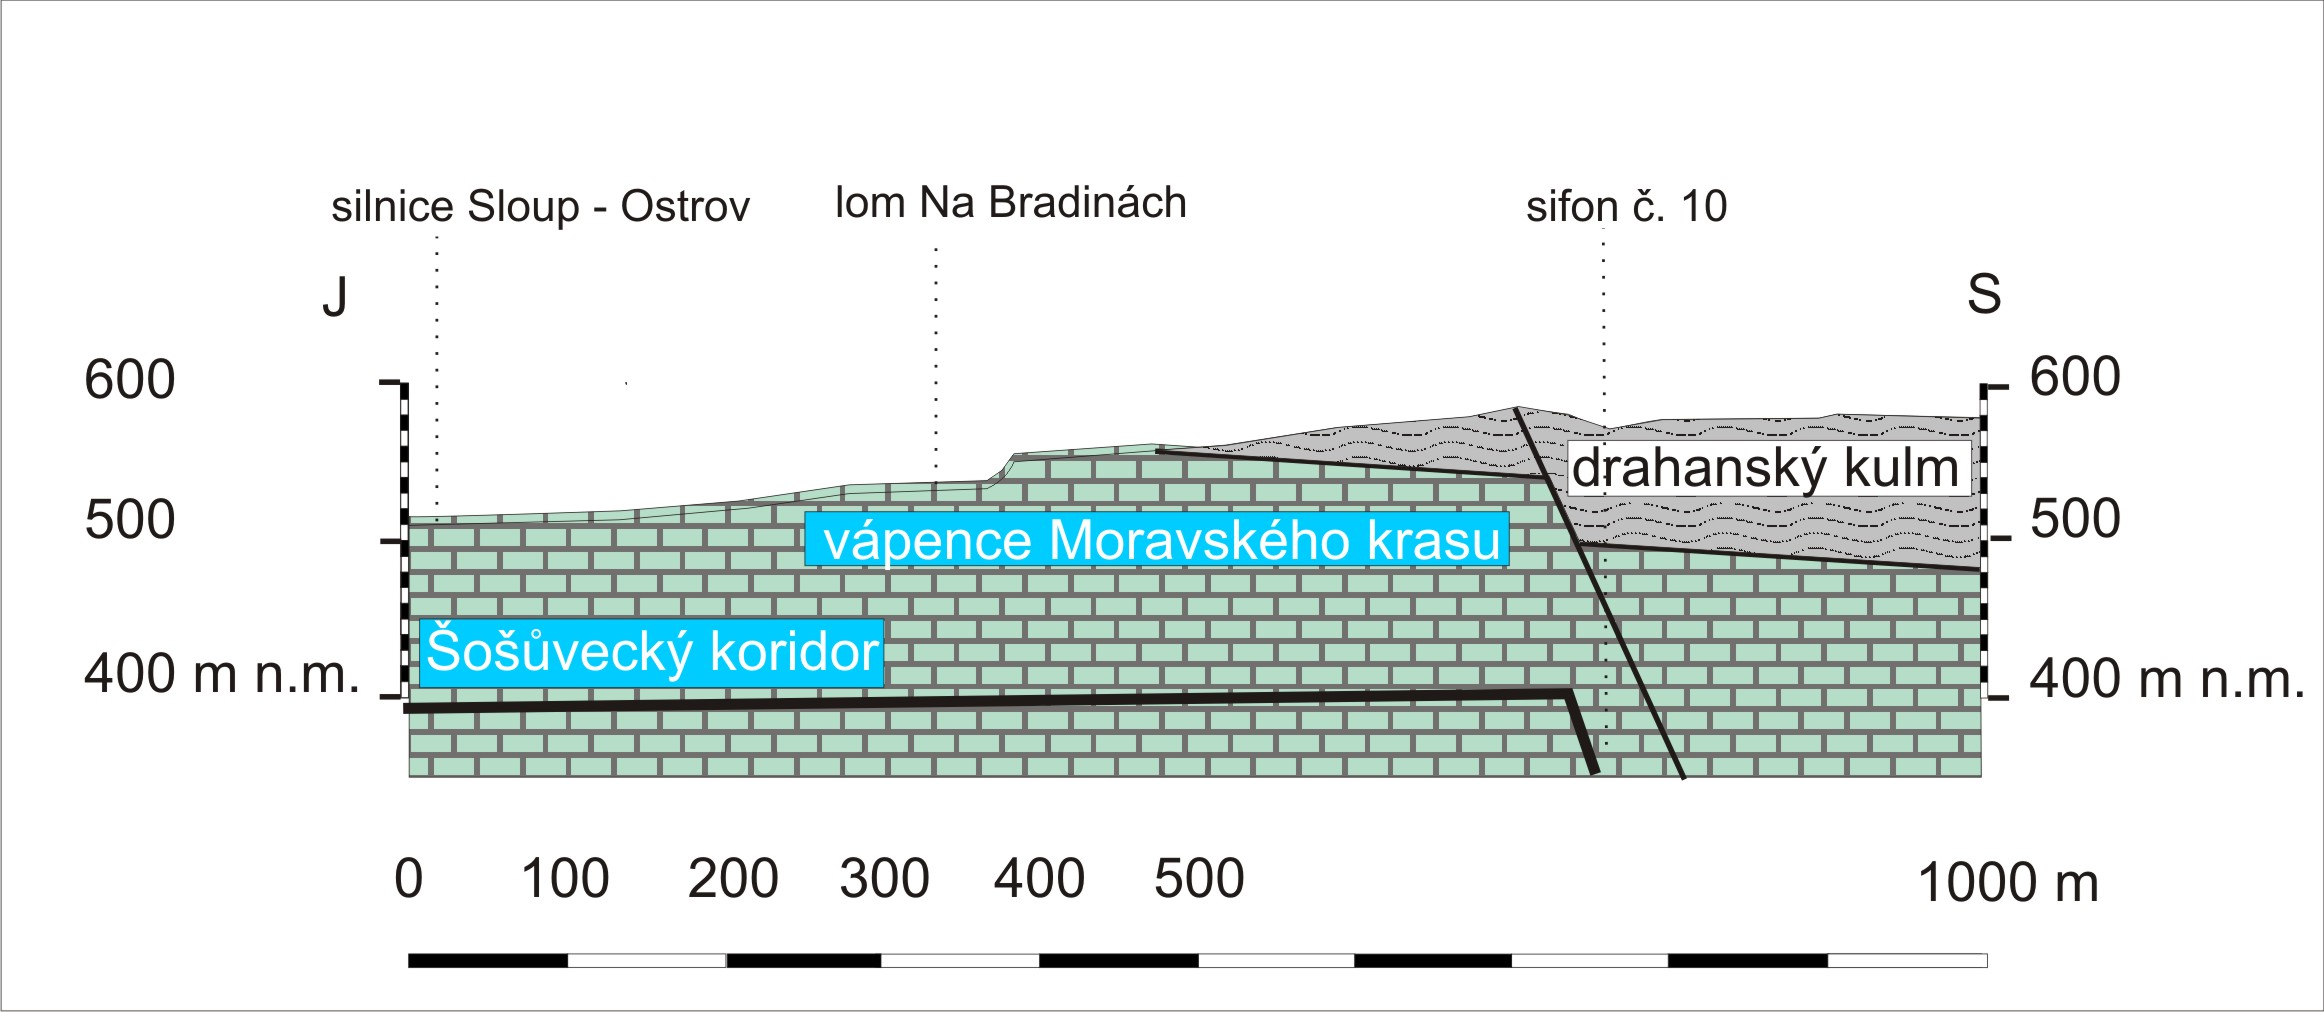 silnice Sloup - Ostrov
lom Na Bradinách
sifon č. 10
J
S
600
600
drahanský kulm
500
500
vápence Moravského krasu
Šošůvecký koridor
400 m n.m.
400 m n.m.
0 100 200 300 400 500 1000 m